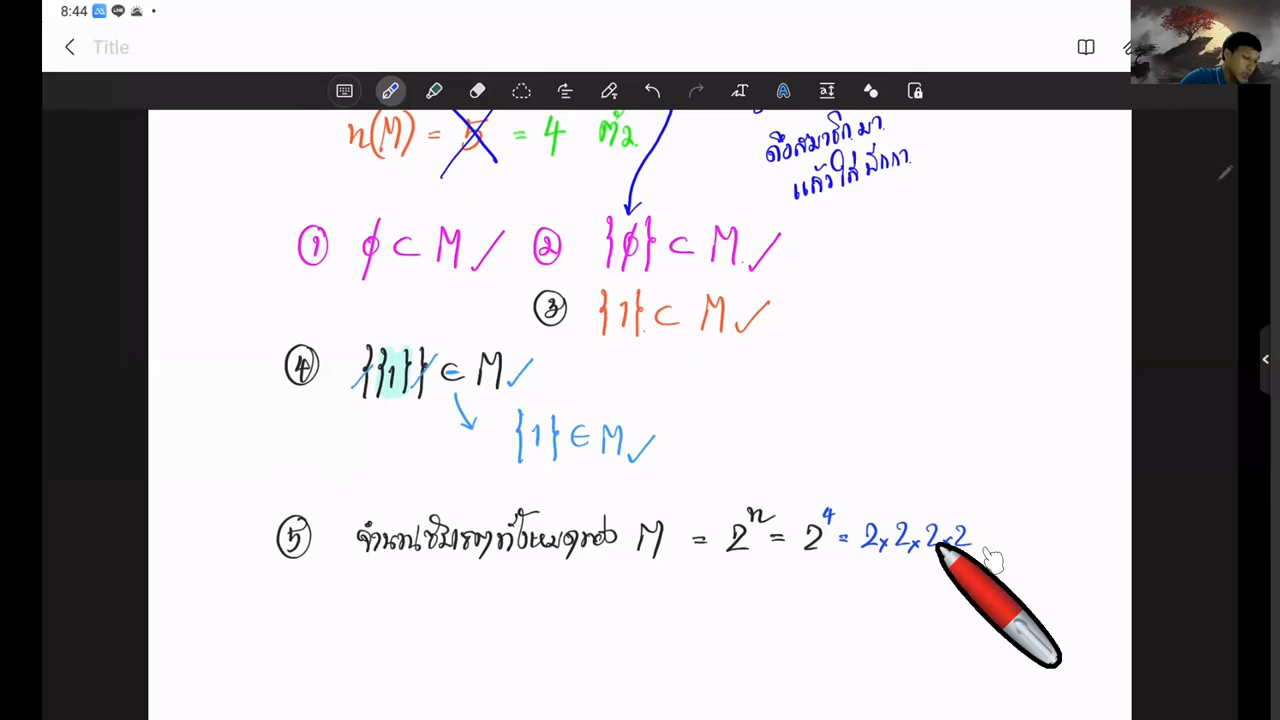 8:44
Title
n(M) = 5 = 4 ตัว
ดึงสมาชิกมา
แล้วใส่ปีกกา
① ∅ ⊂ M ✓ ② {∅} ⊂ M ✓
③ {1} ⊂ M ✓
④ {{1}} ⊂ M ✓
{1} ∈ M ✓
⑤ จำนวนซับเซตทั้งหมดของ M = 2ⁿ = 2⁴ = 2×2×2×2